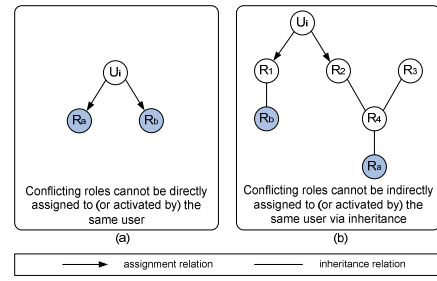 Ui
Ra
Rb
Conflicting roles cannot be directly
assigned to (or activated by) the
same user
(a)
Ui
R1
R2
R3
Rb
R4
Ra
Conflicting roles cannot be indirectly
assigned to (or activated by) the
same user via inheritance
(b)
assignment relation
inheritance relation